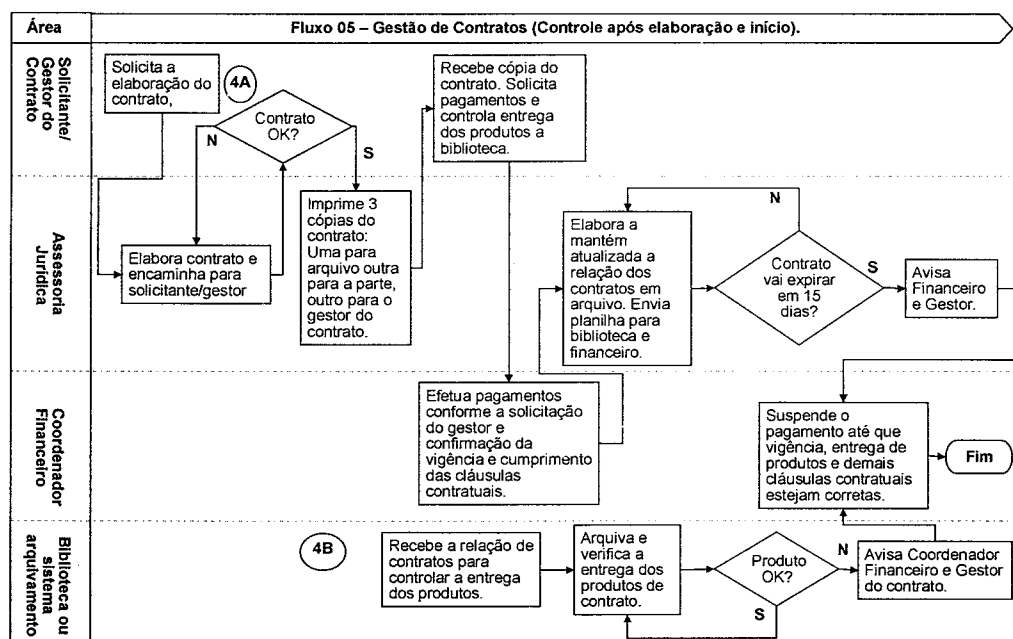 Área
Fluxo 05 – Gestão de Contratos (Controle após elaboração e início).
Solicitante/
Gestor do
Contrato
Solicita a
elaboração do
contrato,
4A
Contrato
OK?
N
S
Recebe cópia do
contrato. Solicita
pagamentos e
controla entrega
dos produtos a
biblioteca.
Assessoria
Jurídica
Elabora contrato e
encaminha para
solicitante/gestor
Imprime 3
cópias do
contrato:
Uma para
arquivo outra
para a parte,
outro para o
gestor do
contrato.
Elabora a
mantém
atualizada a
relação dos
contratos em
arquivo. Envia
planilha para
biblioteca e
financeiro.
N
Contrato
vai expirar
em 15
dias?
S
Avisa
Financeiro
e Gestor.
Coordenador
Financeiro
Efetua pagamentos
conforme a solicitação
do gestor e
confirmação da
vigência e cumprimento
das cláusulas
contratuais.
Suspende o
pagamento até que
vigência, entrega de
produtos e demais
cláusulas contratuais
estejam corretas.
Fim
Biblioteca ou
sistema
arquivamento
4B
Recebe a relação de
contratos para
controlar a entrega
dos produtos.
Arquiva e
verifica a
entrega dos
produtos de
contrato.
Produto
OK?
N
S
Avisa Coordenador
Financeiro e Gestor
do contrato.